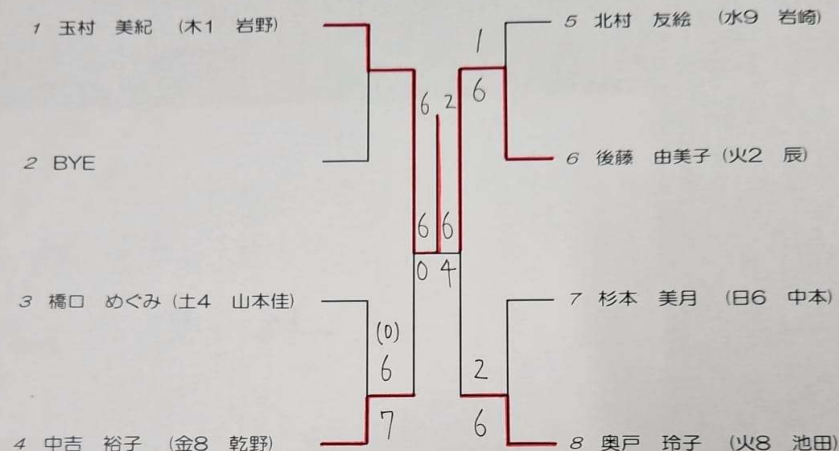 1 玉村 美紀 (木1 岩野)
2 BYE
3 橋口 めぐみ (土4 山本佳)
4 中吉 裕子 (金8 乾野)
(0)
6
7
6 2
6 6
0 4
1
6
2
6
5 北村 友絵 (水9 岩崎)
6 後藤 由美子 (火2 辰)
7 杉本 美月 (日6 中本)
8 奥戸 玲子 (火8 池田)